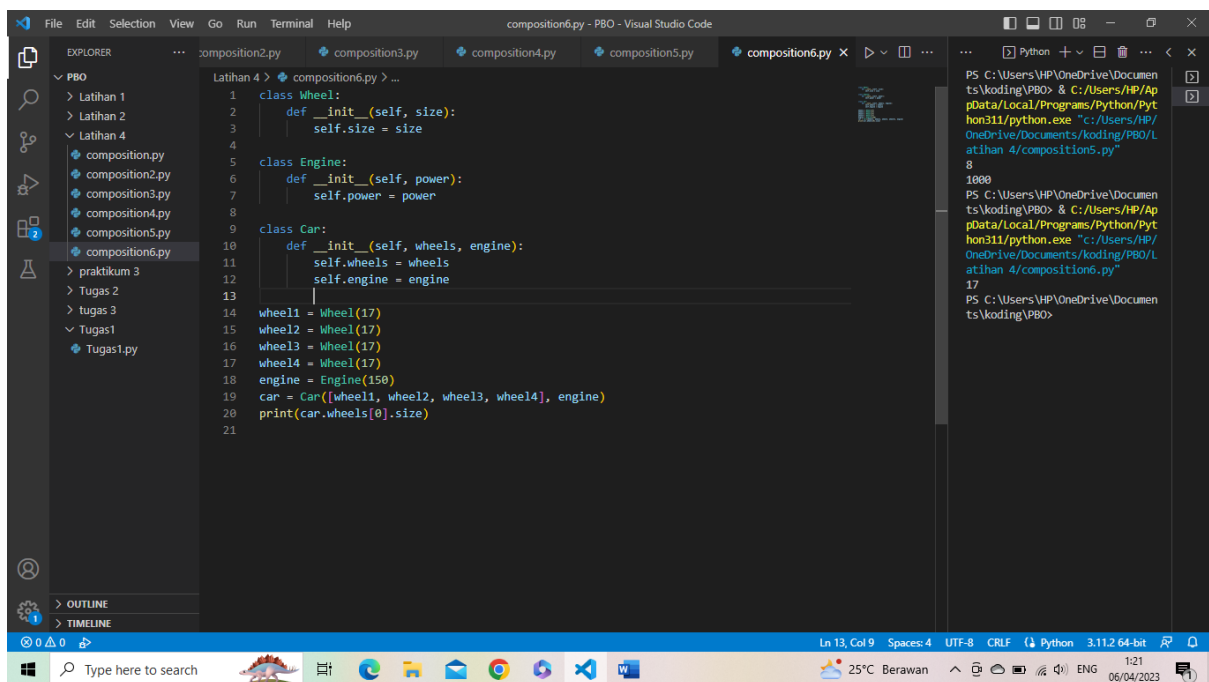 File Edit Selection View Go Run Terminal Help composition6.py - PBO - Visual Studio Code
EXPLORER
PBO
Latihan 1
Latihan 2
Latihan 4
composition.py
composition2.py
composition3.py
composition4.py
composition5.py
composition6.py
praktikum 3
Tugas 2
tugas 3
Tugas1
Tugas1.py
OUTLINE
TIMELINE
2
1
composition2.py composition3.py composition4.py composition5.py composition6.py
Latihan 4 > composition6.py > ...
1 class Wheel:
2 def __init__(self, size):
3 self.size = size
4
5 class Engine:
6 def __init__(self, power):
7 self.power = power
8
9 class Car:
10 def __init__(self, wheels, engine):
11 self.wheels = wheels
12 self.engine = engine
13
14 wheel1 = Wheel(17)
15 wheel2 = Wheel(17)
16 wheel3 = Wheel(17)
17 wheel4 = Wheel(17)
18 engine = Engine(150)
19 car = Car([wheel1, wheel2, wheel3, wheel4], engine)
20 print(car.wheels[0].size)
21
Python
PS C:\Users\HP\OneDrive\Documen
ts\koding\PBO> & C:/Users/HP/Ap
pData/Local/Programs/Python/Pyt
hon311/python.exe "c:/Users/HP/
OneDrive/Documents/koding/PBO/L
atihan 4/composition5.py"
8
1000
PS C:\Users\HP\OneDrive\Documen
ts\koding\PBO> & C:/Users/HP/Ap
pData/Local/Programs/Python/Pyt
hon311/python.exe "c:/Users/HP/
OneDrive/Documents/koding/PBO/L
atihan 4/composition6.py"
17
PS C:\Users\HP\OneDrive\Documen
ts\koding\PBO>
0 0 Ln 13, Col 9 Spaces: 4 UTF-8 CRLF Python 3.11.2 64-bit
Type here to search 25°C Berawan ENG 1:21
06/04/2023 1